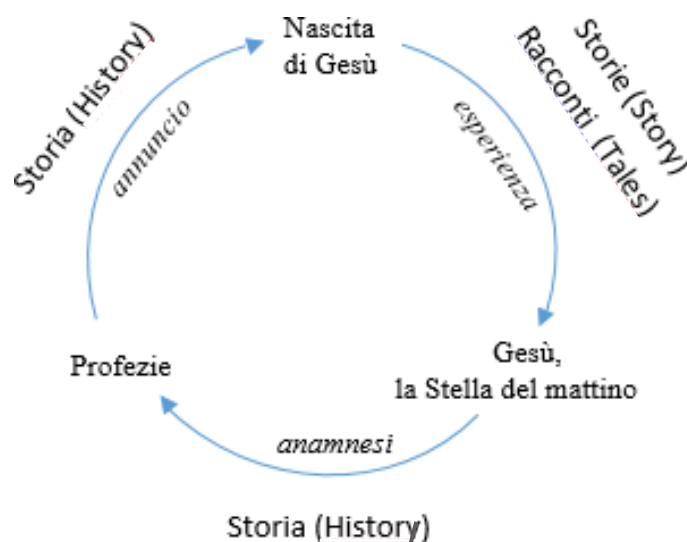 Nascita
di Gesù
Storia (History)
annuncio
esperienza
Storie (Story)
Racconti (Tales)
Profezie
Gesù,
la Stella del mattino
anamnesi
Storia (History)